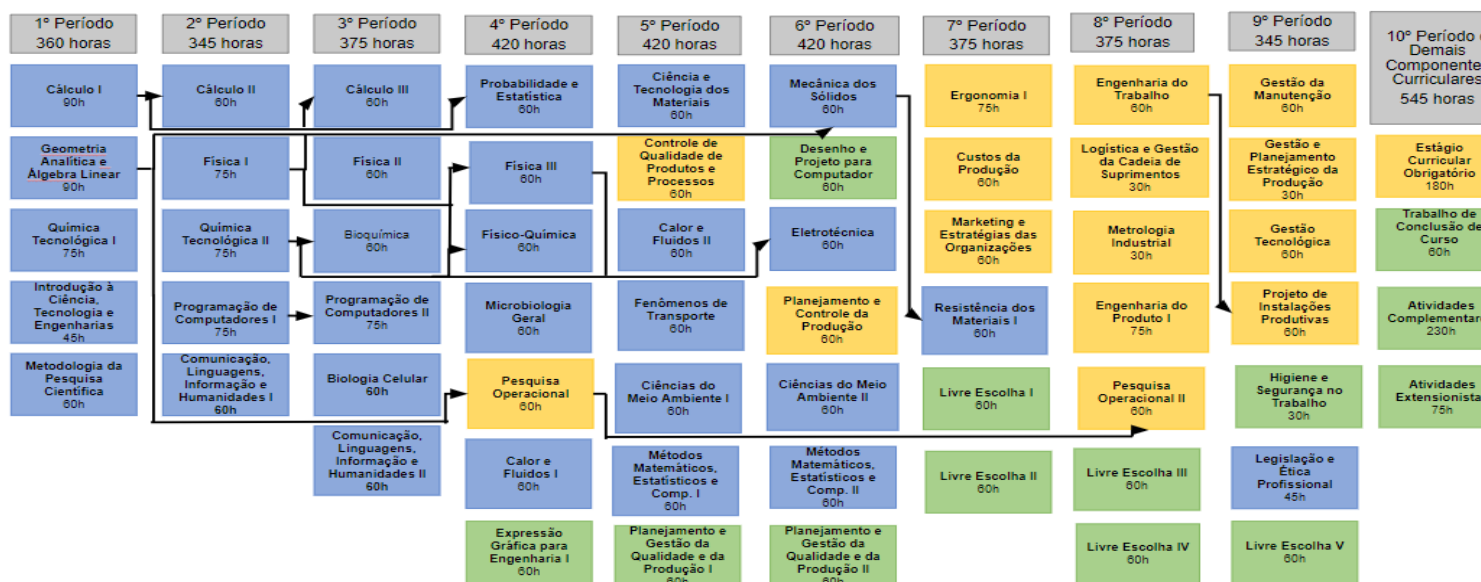 1º Período
360 horas
Cálculo I
90h
Geometria
Analítica e
Álgebra Linear
90h
Química
Tecnológica I
75h
Introdução à
Ciência,
Tecnologia e
Engenharias
45h
Metodologia da
Pesquisa
Científica
60h
2º Período
345 horas
Cálculo II
60h
Física I
75h
Química
Tecnológica II
75h
Programação de
Computadores I
75h
Comunicação,
Linguagens,
Informação e
Humanidades I
60h
3º Período
375 horas
Cálculo III
60h
Física II
60h
Bioquímica
60h
Programação de
Computadores II
75h
Biologia Celular
60h
Comunicação,
Linguagens,
Informação e
Humanidades II
60h
4º Período
420 horas
Probabilidade e
Estatística
60h
Física III
60h
Físico-Química
60h
Microbiologia
Geral
60h
Pesquisa
Operacional
60h
Calor e
Fluidos I
60h
Expressão
Gráfica para
Engenharia I
60h
5º Período
420 horas
Ciência e
Tecnologia dos
Materiais
60h
Controle de
Qualidade de
Produtos e
Processos
60h
Calor e
Fluidos II
60h
Fenômenos de
Transporte
60h
Ciências do
Meio Ambiente I
60h
Métodos
Matemáticos,
Estatísticos e
Comp. I
60h
Planejamento e
Gestão da
Qualidade e da
Produção I
60h
6º Período
420 horas
Mecânica dos
Sólidos
60h
Desenho e
Projeto para
Computador
60h
Eletrotécnica
60h
Planejamento e
Controle da
Produção
60h
Ciências do Meio
Ambiente II
60h
Métodos
Matemáticos,
Estatísticos e
Comp. II
60h
Planejamento e
Gestão da
Qualidade e da
Produção II
60h
7º Período
375 horas
Ergonomia I
75h
Custos da
Produção
60h
Marketing e
Estratégias das
Organizações
60h
Resistência dos
Materiais I
60h
Livre Escolha I
60h
Livre Escolha II
60h
8º Período
375 horas
Engenharia do
Trabalho
60h
Logística e Gestão
da Cadeia de
Suprimentos
30h
Metrologia
Industrial
30h
Engenharia do
Produto I
75h
Pesquisa
Operacional II
60h
Livre Escolha III
60h
Livre Escolha IV
60h
9º Período
345 horas
Gestão da
Manutenção
60h
Gestão e
Planejamento
Estratégico da
Produção
30h
Gestão
Tecnológica
60h
Projeto de
Instalações
Produtivas
60h
Higiene e
Segurança no
Trabalho
30h
Legislação e
Ética
Profissional
45h
Livre Escolha V
60h
10º Período
Demais
Componente
Curriculares
545 horas
Estágio
Curricular
Obrigatório
180h
Trabalho de
Conclusão de
Curso
60h
Atividades
Complementar
230h
Atividades
Extensionista
75h